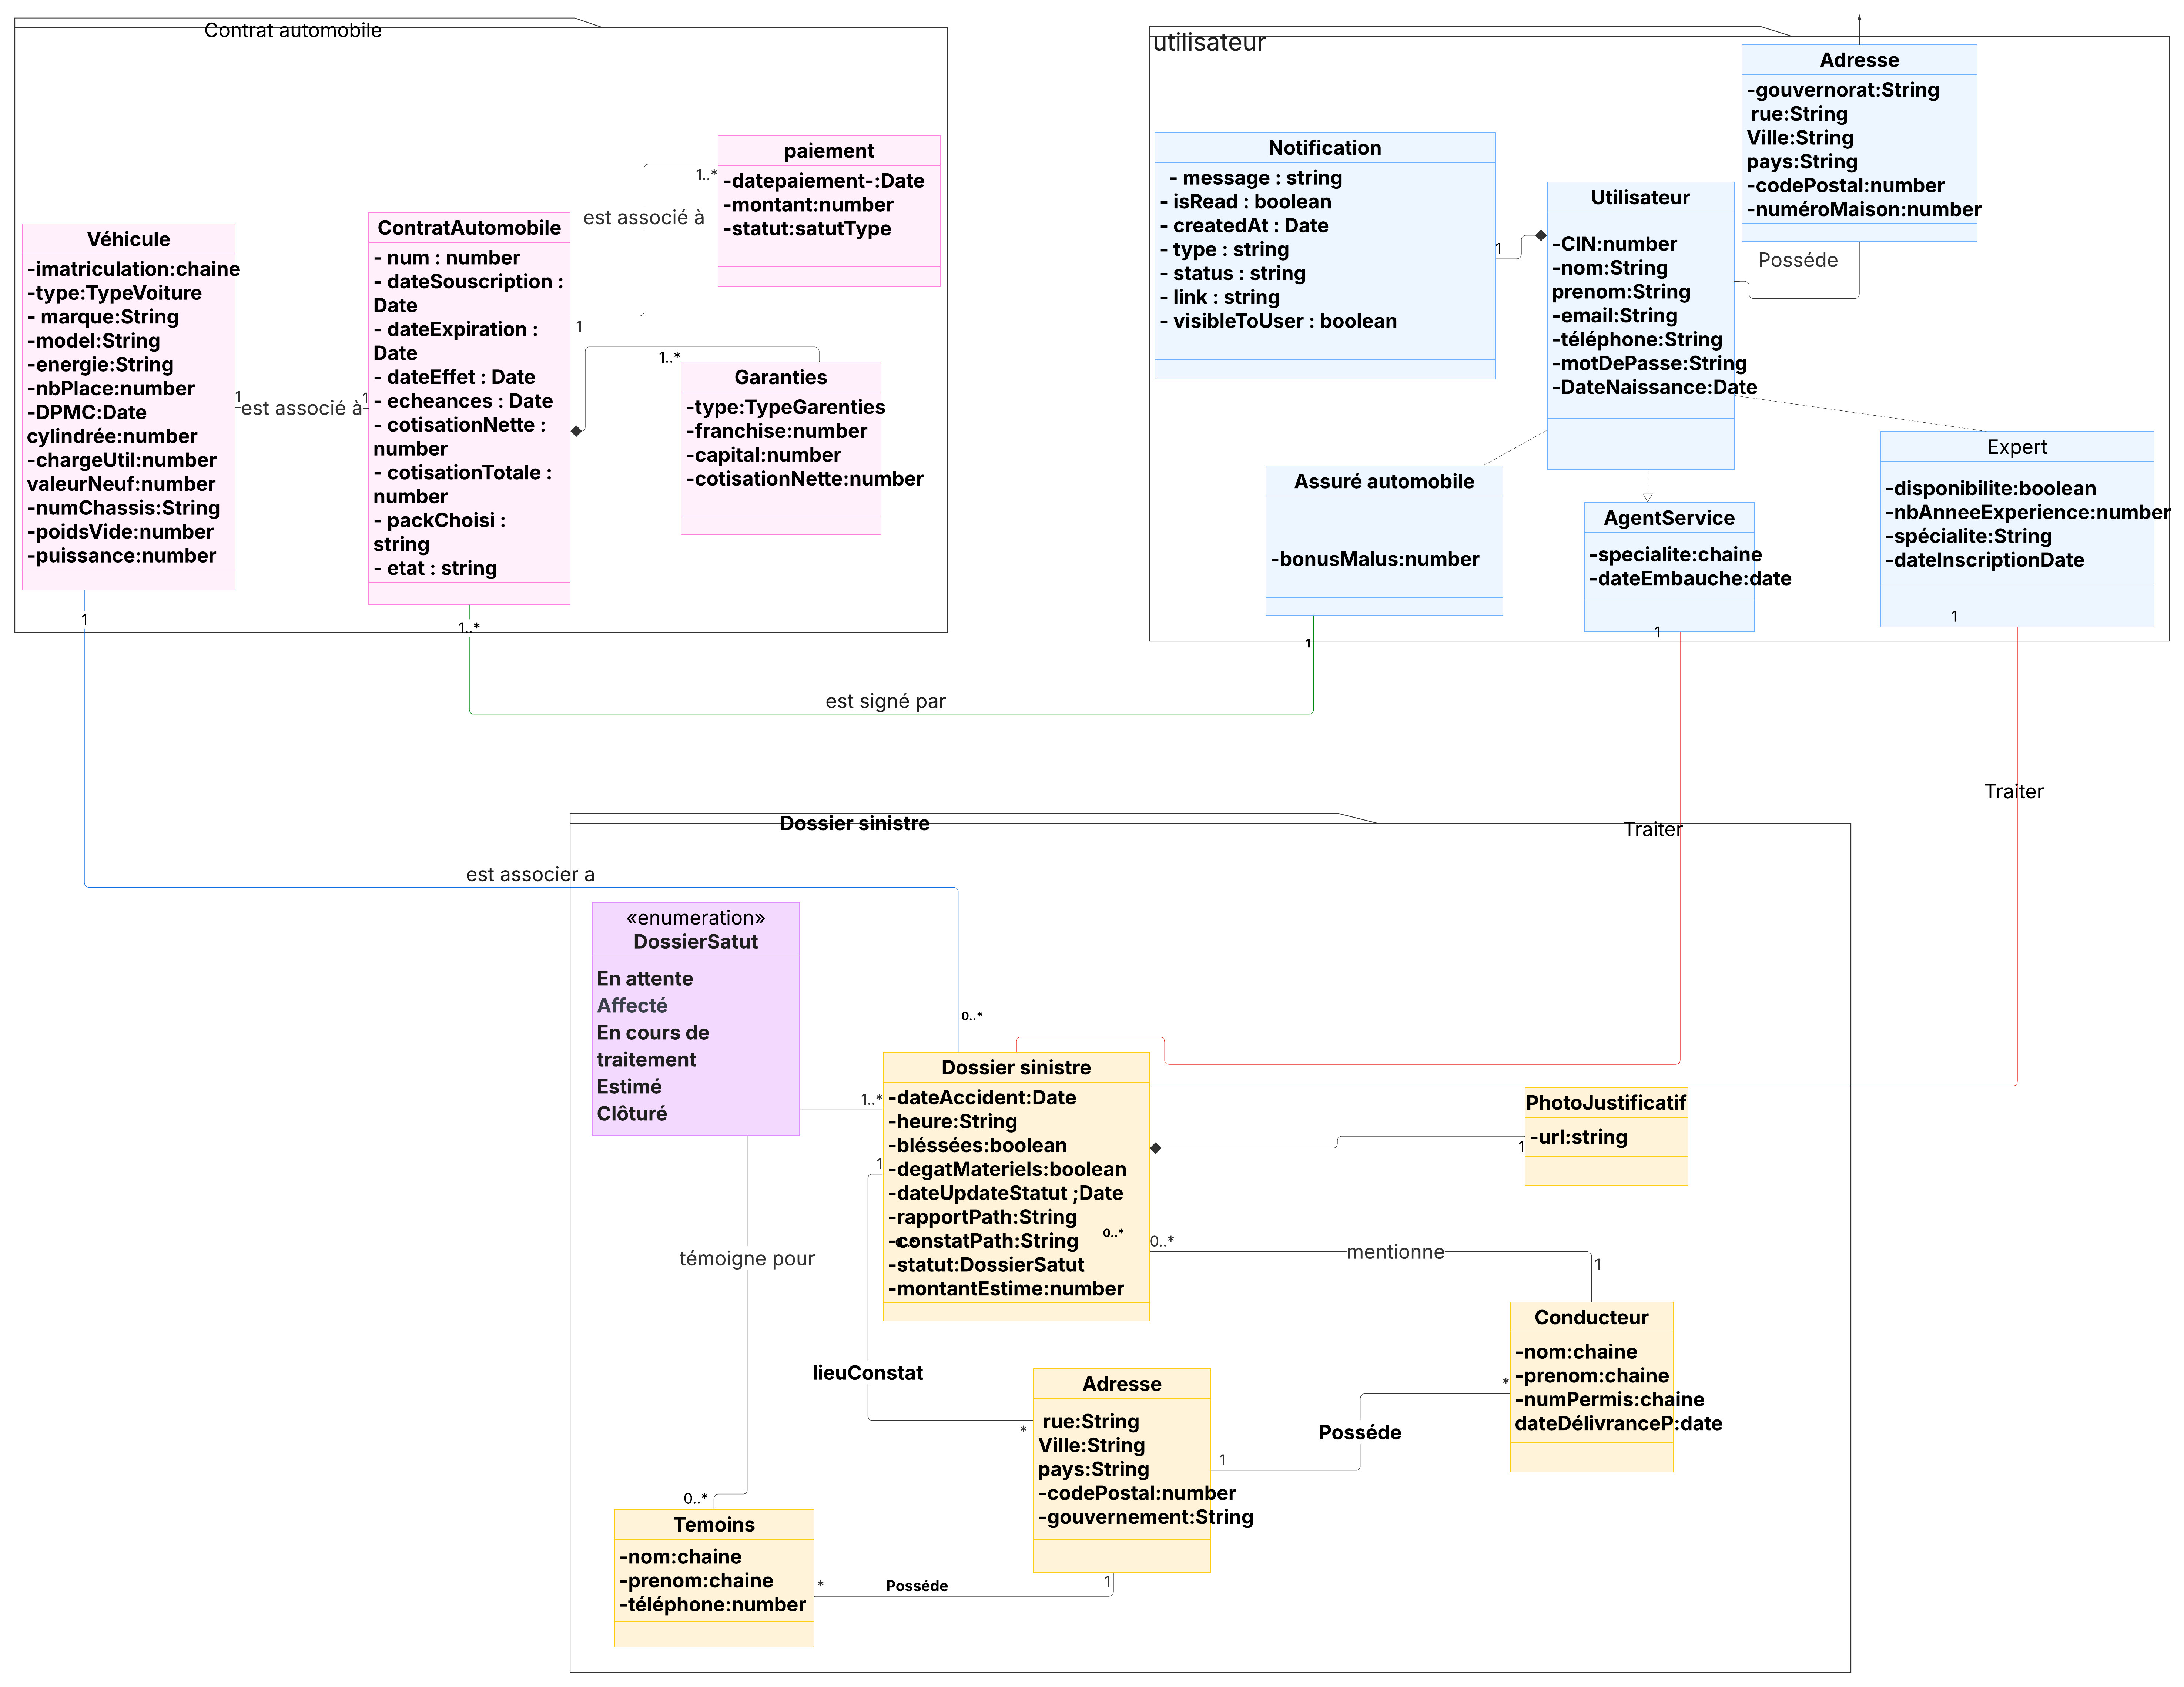 Contrat automobile
paiement
-datepaiement-:Date
-montant:number
-statut:satutType
1..*
est associé à
1
Véhicule
-imatriculation:chaine
-type:TypeVoiture
- marque:String
-model:String
-energie:String
-nbPlace:number
-DPMC:Date
cylindrée:number
-chargeUtil:number
valeurNeuf:number
-numChassis:String
-poidsVide:number
-puissance:number
1
est associé à
1
ContratAutomobile
- num : number
- dateSouscription :
Date
- dateExpiration :
Date
- dateEffet : Date
- echeances : Date
- cotisationNette :
number
- cotisationTotale :
number
- packChoisi :
string
- etat : string
1..*
Garanties
-type:TypeGarenties
-franchise:number
-capital:number
-cotisationNette:number
1
1..*
utilisateur
Adresse
-gouvernorat:String
rue:String
Ville:String
pays:String
-codePostal:number
-numéroMaison:number
Posséde
Notification
- message : string
- isRead : boolean
- createdAt : Date
- type : string
- status : string
- link : string
- visibleToUser : boolean
1
Utilisateur
-CIN:number
-nom:String
prenom:String
-email:String
-téléphone:String
-motDePasse:String
-DateNaissance:Date
Assuré automobile
-bonusMalus:number
1
AgentService
-specialite:chaine
-dateEmbauche:date
1
Expert
-disponibilite:boolean
-nbAnneeExperience:number
-spécialite:String
-dateInscriptionDate
1
est signé par
Traiter
Dossier sinistre
Traiter
est associer a
«enumeration»
DossierSatut
En attente
Affecté
En cours de
traitement
Estimé
Clôturé
0..*
1..*
Dossier sinistre
-dateAccident:Date
-heure:String
-bléssées:boolean
-degatMateriels:boolean
-dateUpdateStatut ;Date
-rapportPath:String
-constatPath:String
-statut:DossierSatut
-montantEstime:number
0..*
0..*
1
PhotoJustificatif
-url:string
1
0..*
mentionne
1
témoigne pour
Conducteur
-nom:chaine
-prenom:chaine
-numPermis:chaine
dateDélivranceP:date
*
lieuConstat
*
Adresse
rue:String
Ville:String
pays:String
-codePostal:number
-gouvernement:String
1
Posséde
0..*
Temoins
-nom:chaine
-prenom:chaine
-téléphone:number
*
Posséde
1